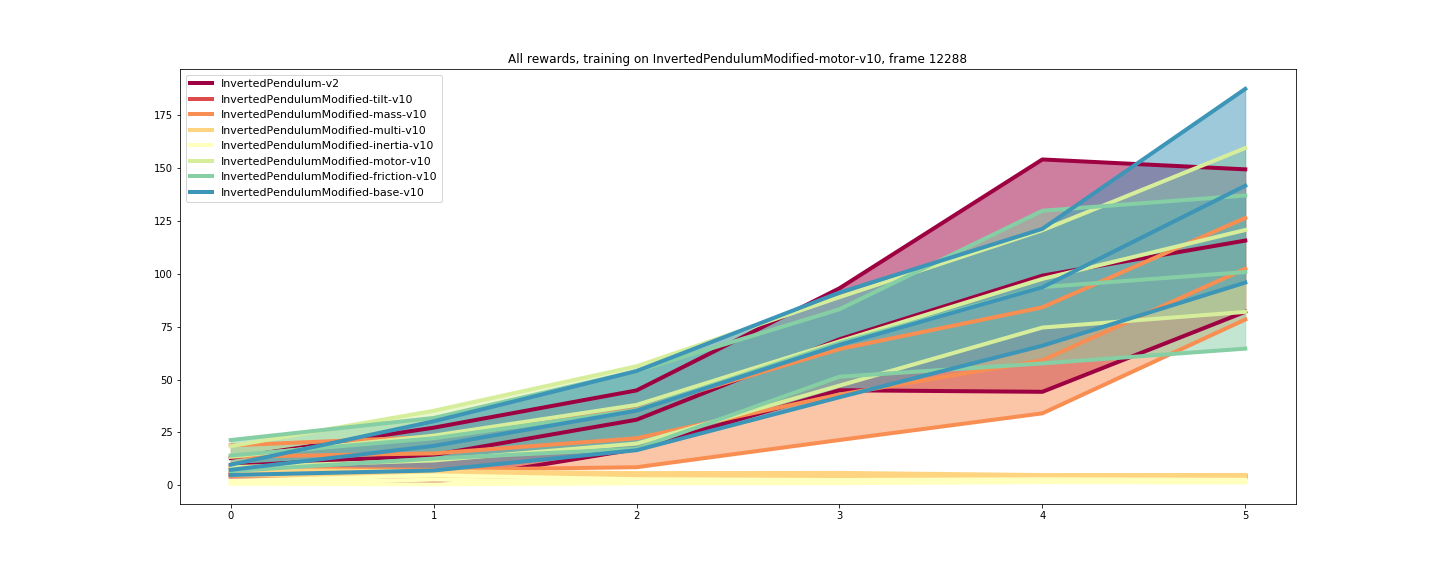 All rewards, training on InvertedPendulumModified-motor-v10, frame 12288
InvertedPendulum-v2
InvertedPendulumModified-tilt-v10
InvertedPendulumModified-mass-v10
InvertedPendulumModified-multi-v10
InvertedPendulumModified-inertia-v10
InvertedPendulumModified-motor-v10
InvertedPendulumModified-friction-v10
InvertedPendulumModified-base-v10
175
150
125
100
75
50
25
0
0 1 2 3 4 5